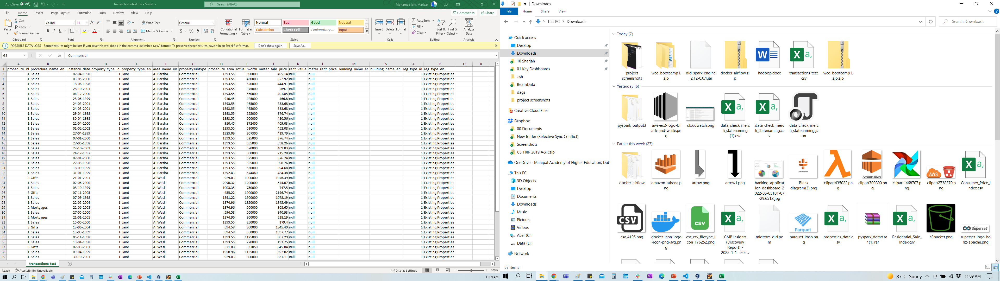 AutoSave Off transactions-test.csv • Saved Search (Alt+Q) Mohamed Idris Maricar
File Home Insert Page Layout Formulas Data Review View Help Comments Share
Paste Cut Copy Format Painter Calibri 11 Wrap Text Merge & Center General Conditional Formatting Format as Table Normal Bad Good Neutral Calculation Check Cell Explanatory ... Input Insert Delete Format AutoSum Fill Clear Sort & Filter Find & Select Analyze Data
Clipboard Font Alignment Number Styles Cells Editing Analysis
POSSIBLE DATA LOSS Some features might be lost if you save this workbook in the comma-delimited (.csv) format. To preserve these features, save it in an Excel file format. Don't show again Save As...
G8 fx Commercial
A B C D E F G H I J K L M N O P Q R
1 procedure_id procedure_name_en instance_date property_type_id property_type_en area_name_en propertysubtype procedure_area actual_worth meter_sale_price rent_value meter_rent_price building_name_ar building_name_en reg_type_id reg_type_en
2 1 Sales 07-04-1998 1 Land Al Barsha Commercial 1393.55 690000 495.14 null null 1 Existing Properties
3 1 Sales 03-05-2000 1 Land Al Barsha Commercial 1393.55 450000 322.92 null null 1 Existing Properties
4 1 Sales 18-06-1998 1 Land Al Barsha Commercial 1393.55 620000 444.91 null null 1 Existing Properties
5 1 Sales 28-10-2001 1 Land Al Barsha Commercial 1393.55 375000 269.1 null null 1 Existing Properties
6 1 Sales 04-12-2000 1 Land Al Barsha Commercial 1393.55 560000 401.85 null null 1 Existing Properties
7 1 Sales 28-06-1999 1 Land Al Barsha Commercial 910.45 425000 466.8 null null 1 Existing Properties
8 1 Sales 24-03-2001 1 Land Al Barsha Commercial 1393.55 465000 333.68 null null 1 Existing Properties
9 1 Sales 24-03-2001 1 Land Al Barsha Commercial 1393.55 465000 333.68 null null 1 Existing Properties
10 1 Sales 29-04-1998 1 Land Al Barsha Commercial 1393.55 525000 376.74 null null 1 Existing Properties
11 1 Sales 30-04-1998 1 Land Al Barsha Commercial 1393.55 600000 430.56 null null 1 Existing Properties
12 1 Sales 22-04-2000 1 Land Al Barsha Commercial 910.45 372400 409.03 null null 1 Existing Properties
13 1 Sales 01-02-2002 1 Land Al Barsha Commercial 1393.55 630000 452.08 null null 1 Existing Properties
14 1 Sales 27-04-1999 1 Land Al Barsha Commercial 1923.09 807300 419.79 null null 1 Existing Properties
15 1 Sales 07-01-2000 1 Land Al Barsha Commercial 1393.55 525000 376.74 null null 1 Existing Properties
16 1 Sales 27-05-1998 1 Land Al Barsha Commercial 1393.55 555000 398.26 null null 1 Existing Properties
17 1 Sales 22-10-2001 1 Land Al Barsha Commercial 1393.55 570000 409.03 null null 1 Existing Properties
18 1 Sales 24-12-1997 1 Land Al Barsha Commercial 1393.55 300000 215.28 null null 1 Existing Properties
19 1 Sales 07-01-2000 1 Land Al Barsha Commercial 1393.55 525000 376.74 null null 1 Existing Properties
20 1 Sales 27-05-1998 1 Land Al Barsha Commercial 1393.55 555000 398.26 null null 1 Existing Properties
21 1 Sales 18-09-1999 1 Land Al Barsha Commercial 1393.55 550000 394.68 null null 1 Existing Properties
22 1 Sales 31-01-1999 1 Land Al Barsha Commercial 1392.43 674460 484.38 null null 1 Existing Properties
23 3 Gifts 21-01-2001 1 Land Al Wasl Commercial 929.03 1000000 1076.39 null null 1 Existing Properties
24 1 Sales 02-06-2000 1 Land Al Wasl Commercial 2090.32 1200000 574.07 null null 1 Existing Properties
25 1 Sales 08-10-1999 1 Land Al Wasl Commercial 1003.35 750000 747.5 null null 1 Existing Properties
26 3 Gifts 07-11-2005 1 Land Al Wasl Commercial 455.22 1000000 2196.74 null null 1 Existing Properties
27 1 Sales 07-09-1998 1 Land Al Wasl Commercial 1391.22 1500000 1078.19 null null 1 Existing Properties
28 1 Sales 22-05-2004 1 Land Al Wasl Commercial 1374.96 1850000 1345.49 null null 1 Existing Properties
29 2 Mortgages 22-06-2008 1 Land Al Wasl Commercial 1374.96 500000 363.65 null null 1 Existing Properties
30 1 Sales 27-05-2000 1 Land Al Wasl Commercial 594.58 500000 840.93 null null 1 Existing Properties
31 2 Mortgages 21-01-2001 1 Land Al Wasl Commercial 1374.96 300000 218.19 null null 1 Existing Properties
32 1 Sales 15-05-2000 1 Land Al Wasl Commercial 1393.55 250000 179.4 null null 1 Existing Properties
33 3 Gifts 13-06-2004 1 Land Al Wasl Commercial 594.58 800000 1345.49 null null 1 Existing Properties
34 1 Sales 13-03-1999 1 Land Al Wasl Commercial 594.58 950000 1597.77 null null 1 Existing Properties
35 1 Sales 05-11-1998 1 Land Al Wasl Commercial 1393.55 1125000 807.29 null null 1 Existing Properties
36 1 Sales 19-04-1998 1 Land Al Wasl Commercial 1393.55 270000 193.75 null null 1 Existing Properties
37 3 Gifts 07-03-2001 1 Land Al Wasl Commercial 521.88 337050 645.84 null null 1 Existing Properties
38 1 Sales 09-04-1999 1 Land Al Wasl Commercial 1950.96 1155000 592.02 null null 1 Existing Properties
39 1 Sales 30-10-2001 1 Land Al Wasl Commercial 929.03 800000 861.11 null null 1 Existing Properties
transactions-test
Ready Accessibility: Unavailable Display Settings 100%
11:09 AM
Downloads
File Home Share View
This PC Downloads Search Downloads
Quick access
Desktop
Downloads
10 Sharjah
01 Key Dashboards
.ssh
BeamData
dags
project screenshots
Creative Cloud Files
Dropbox
00 Documents
New folder (Selective Sync Conflict)
Screenshots
US TRIP 2019 A&R.zip
OneDrive - Manipal Academy of Higher Education, Dub
This PC
3D Objects
Desktop
Documents
Downloads
Music
Pictures
Videos
Acer (C:)
Data (D:)
Network
Today (7)
project screenshots
wcd_bootcamp1.zip
dld-spark-engine_2.12-0.0.1.jar
docker-airflow.zip
hadoop.docx
transactions-test.csv
wcd_bootcamp1.zip.zip
Yesterday (6)
pyspark_output3
aws-ec2-logo-black-and-white.png
cloudwatch.png
data_check_merch_statenaming (1).csv
data_check_merch_statenaming.csv
data_check_merch_statenaming.json
Earlier this week (27)
docker-airflow
amazon-athena.png
arrow.png
arrow1.png
banking-application-dashboard-2022-06-05T01-07-29.651Z.jpg
AWS Glue
Blank diagram(3).png
clipart435022.png
Amazon EMR
clipart700800.png
clipart1468707.png
AWS
clipart2738370.png
Consumer_Price_Index.csv
CSV
csv_4195.png
docker-icon-logo-icon-png-svg.png
CSV
ext_csv_filetype_icon_176252.png
GMB insights (Discovery Report) - 2022-1-1 - 202...
midterm-dld.pem
Parquet
parquet-logo.png
properties_data.csv
pyspark_demo.rar (1).rar
Residential_Sale_Index.csv
s3bucket.png
Superset
superset-logo-horiz-apache.png
57 items
37°C Sunny 11:09 AM